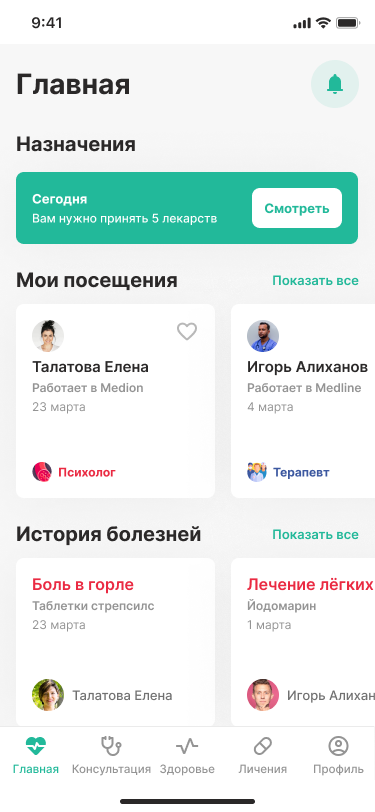 9:41
Главная
Назначения
Сегодня
Вам нужно принять 5 лекарств
Смотреть
Мои посещения
Показать все
Талатова Елена
Работает в Medion
23 марта
Психолог
Игорь Алиханов
Работает в Medline
4 марта
Терапевт
История болезней
Показать все
Боль в горле
Таблетки стрепсилс
23 марта
Талатова Елена
Лечение лёгких
Йодомарин
1 марта
Игорь Алихан
Главная
Консультация
Здоровье
Личения
Профиль